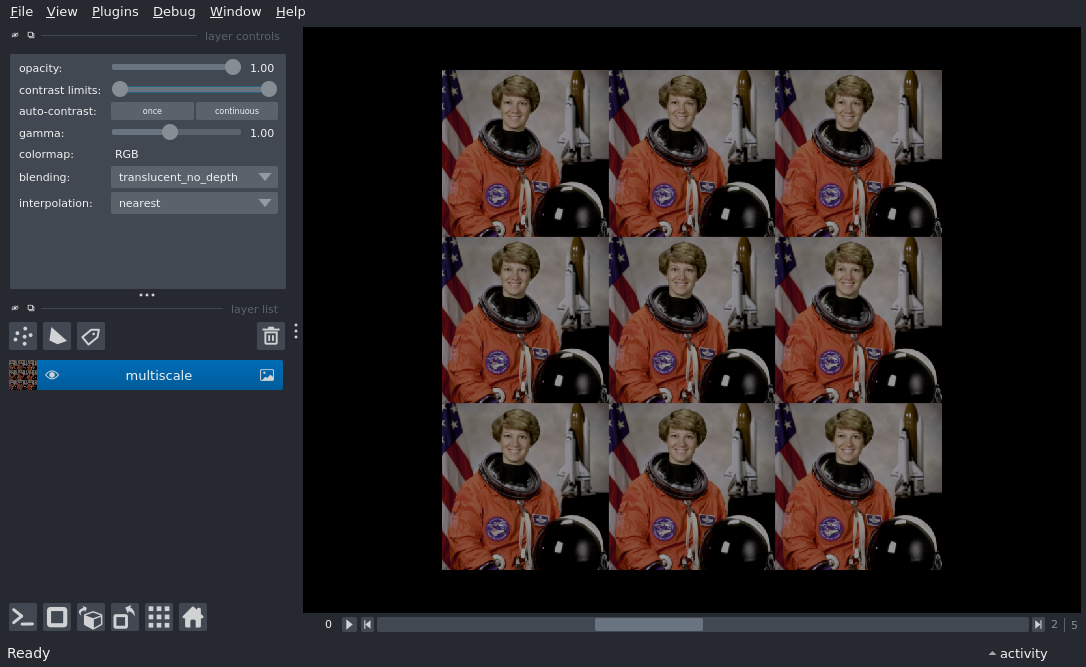 File View Plugins Debug Window Help
layer controls
opacity: 1.00
contrast limits:
auto-contrast: once continuous
gamma: 1.00
colormap: RGB
blending: translucent_no_depth
interpolation: nearest
layer list
multiscale
0 2 5
Ready activity